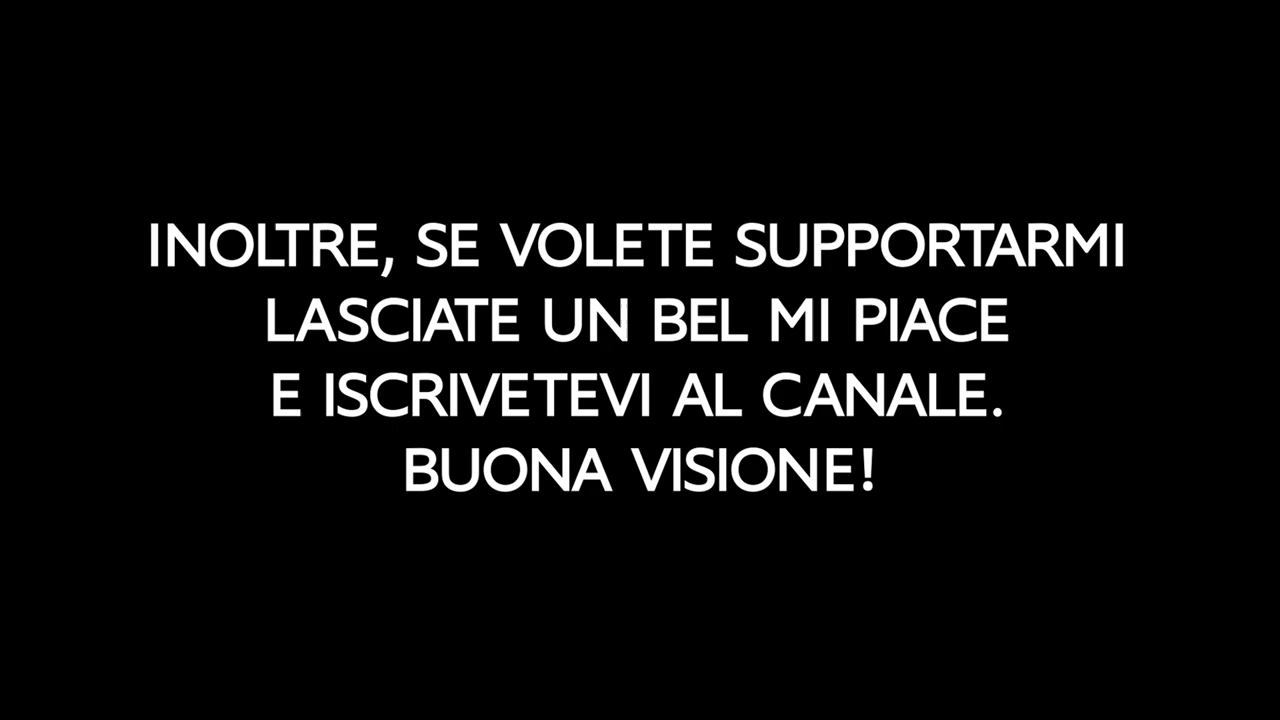 INOLTRE, SE VOLETE SUPPORTARMI
LASCIATE UN BEL MI PIACE
E ISCRIVETEVI AL CANALE.
BUONA VISIONE!